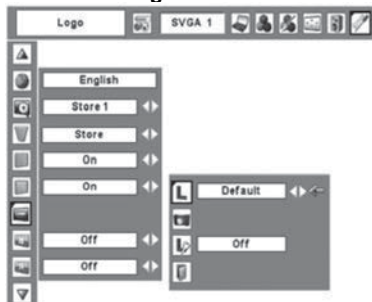 Logo SVGA 1
English
Store 1
Store
On
On
L Default
Off Off
Off